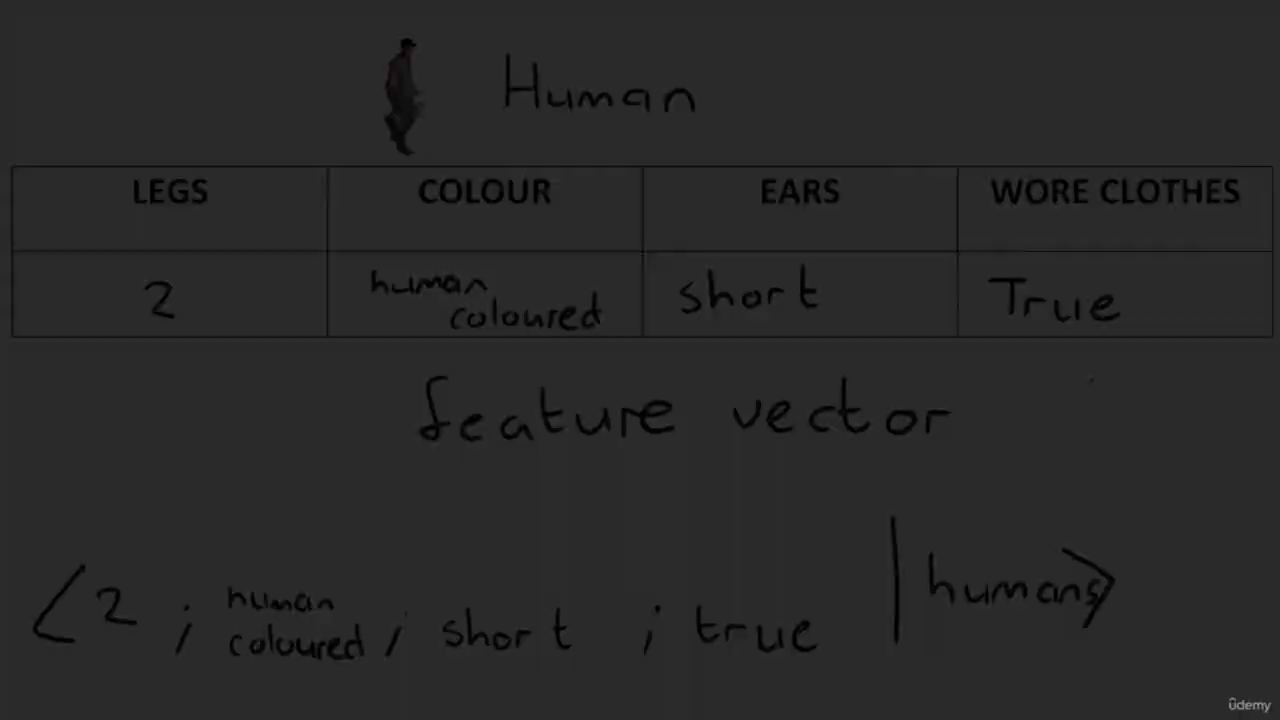 Human
LEGS COLOUR EARS WORE CLOTHES
2 human coloured short True
feature vector
<2 ; human coloured ; short ; true | humans>
ûdemy